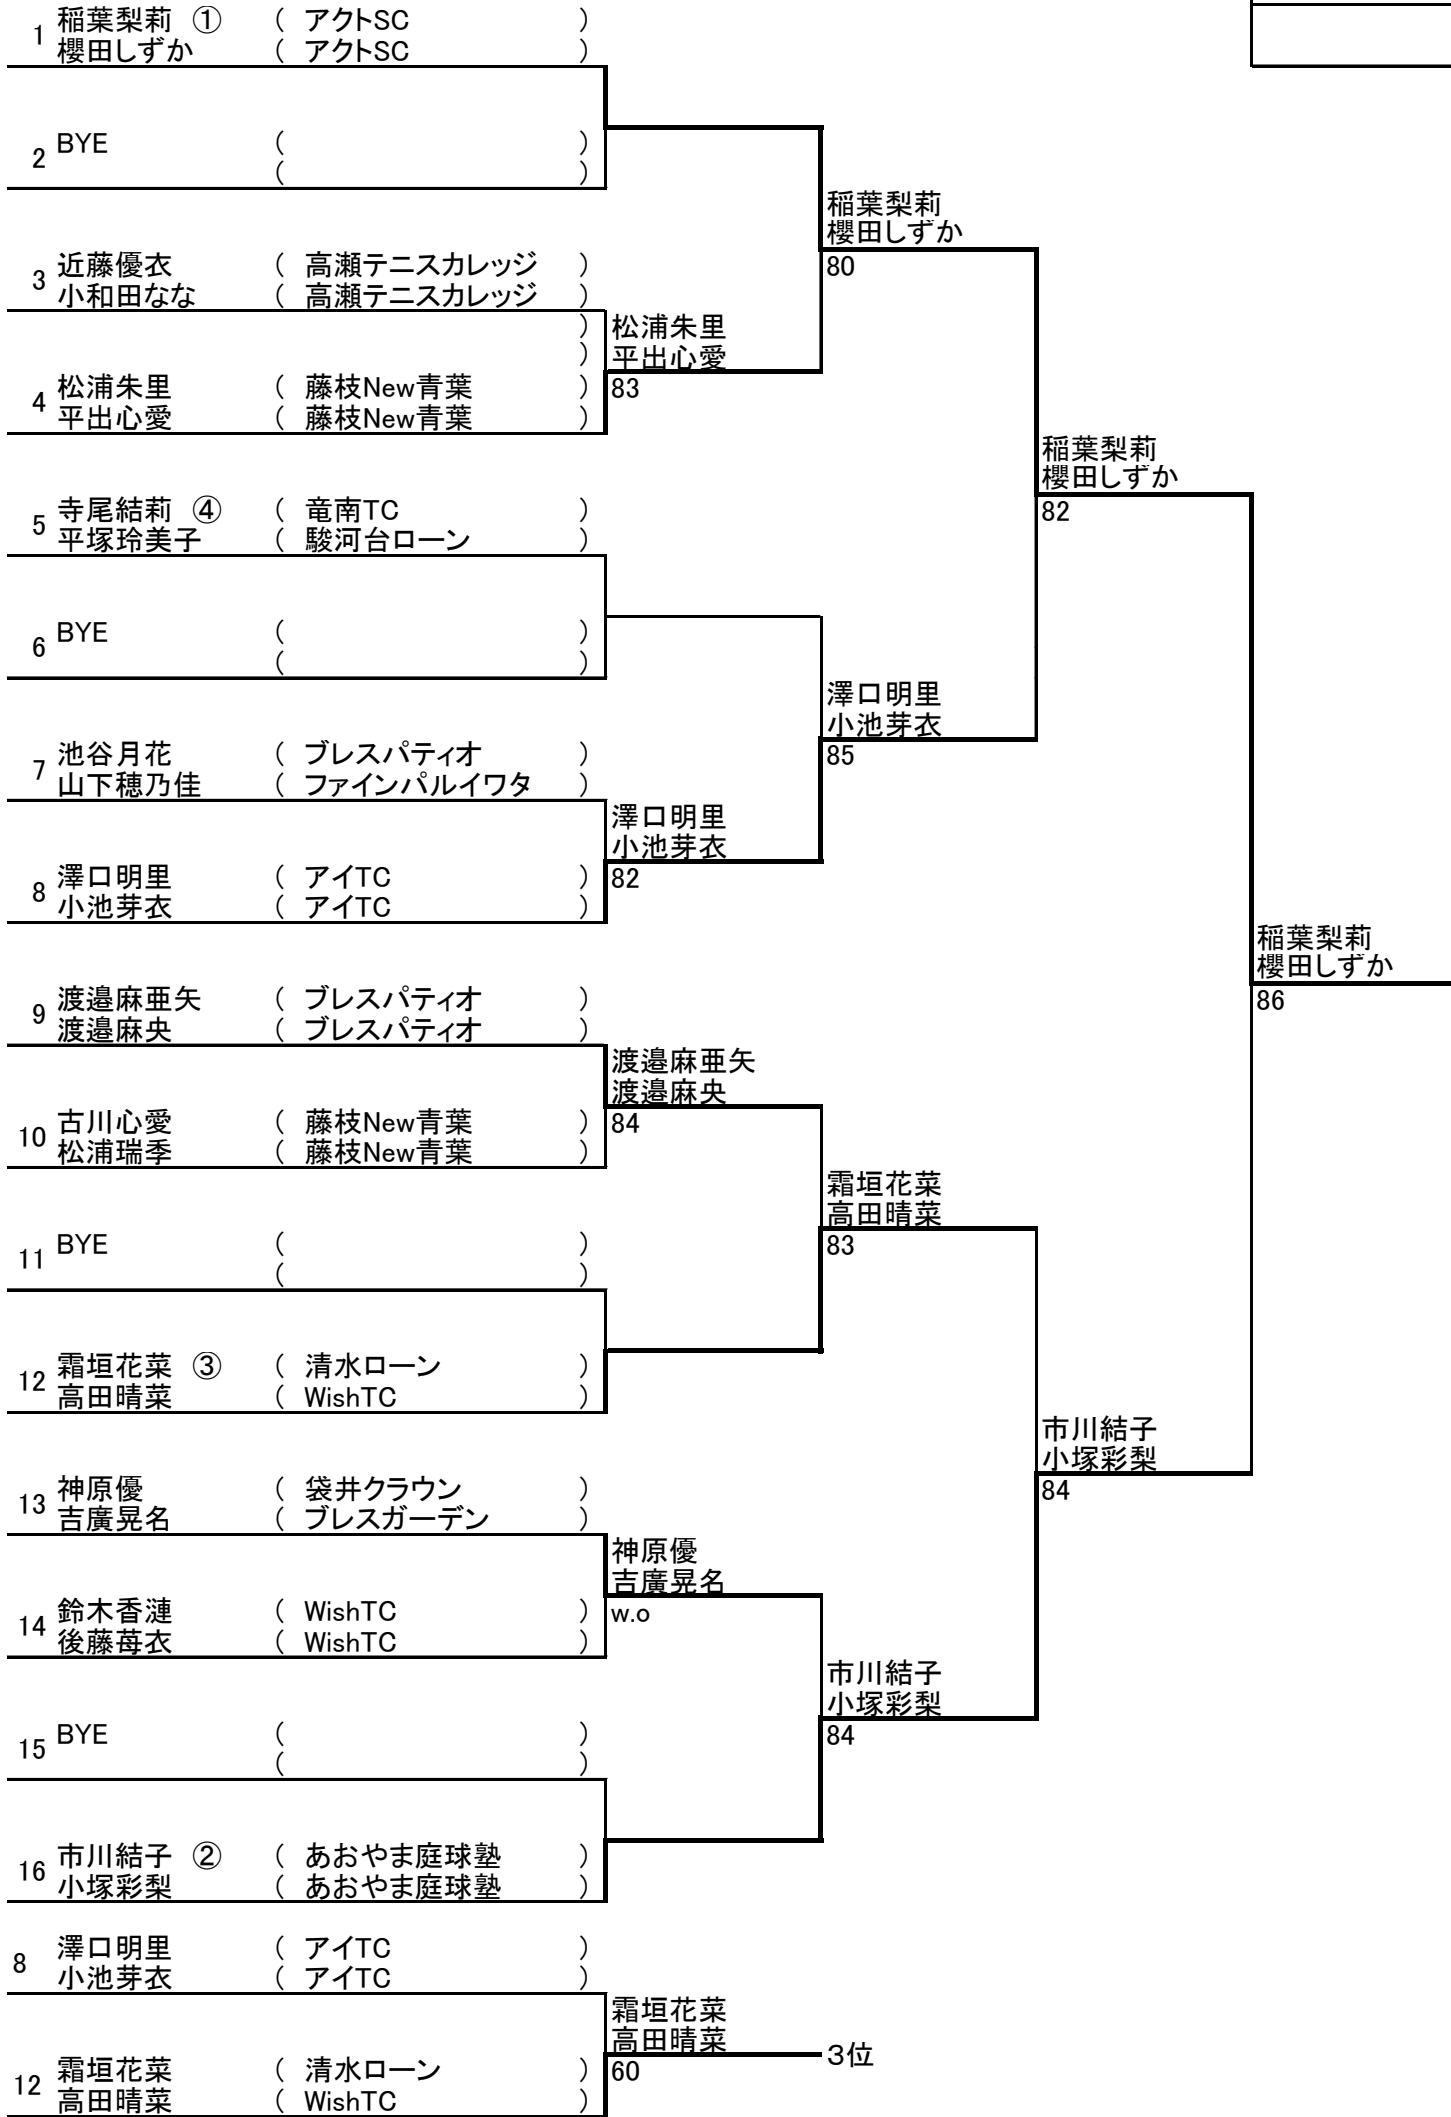 1 稲葉梨莉 ① ( アクトSC )
櫻田しずか ( アクトSC )
2 BYE ( )
( )
稲葉梨莉
櫻田しずか
80
3 近藤優衣 ( 高瀬テニスカレッジ )
小和田なな ( 高瀬テニスカレッジ )
)
)
松浦朱里
平出心愛
83
4 松浦朱里 ( 藤枝New青葉 )
平出心愛 ( 藤枝New青葉 )
稲葉梨莉
櫻田しずか
82
5 寺尾結莉 ④ ( 竜南TC )
平塚玲美子 ( 駿河台ローン )
6 BYE ( )
( )
澤口明里
小池芽衣
85
7 池谷月花 ( ブレスパティオ )
山下穂乃佳 ( ファインパルイワタ )
澤口明里
小池芽衣
82
8 澤口明里 ( アイTC )
小池芽衣 ( アイTC )
稲葉梨莉
櫻田しずか
86
9 渡邉麻亜矢 ( ブレスパティオ )
渡邉麻央 ( ブレスパティオ )
渡邉麻亜矢
渡邉麻央
84
10 古川心愛 ( 藤枝New青葉 )
松浦瑞季 ( 藤枝New青葉 )
霜垣花菜
高田晴菜
83
11 BYE ( )
( )
12 霜垣花菜 ③ ( 清水ローン )
高田晴菜 ( WishTC )
市川結子
小塚彩梨
84
13 神原優 ( 袋井クラウン )
吉廣晃名 ( ブレスガーデン )
神原優
吉廣晃名
w.o
14 鈴木香漣 ( WishTC )
後藤苺衣 ( WishTC )
市川結子
小塚彩梨
84
15 BYE ( )
( )
16 市川結子 ② ( あおやま庭球塾 )
小塚彩梨 ( あおやま庭球塾 )
8 澤口明里 ( アイTC )
小池芽衣 ( アイTC )
霜垣花菜
高田晴菜
60
3位
12 霜垣花菜 ( 清水ローン )
高田晴菜 ( WishTC )